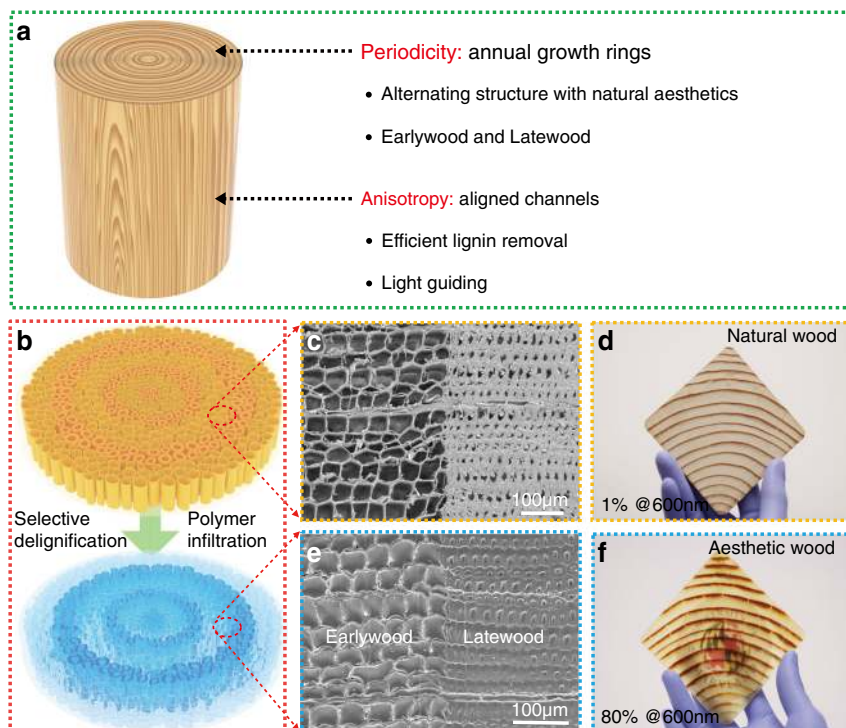 a
Periodicity: annual growth rings
• Alternating structure with natural aesthetics
• Earlywood and Latewood
Anisotropy: aligned channels
• Efficient lignin removal
• Light guiding
b
Selective
delignification
Polymer
infiltration
c
100μm
d
Natural wood
1% @600nm
e
Earlywood
Latewood
100μm
f
Aesthetic wood
80% @600nm